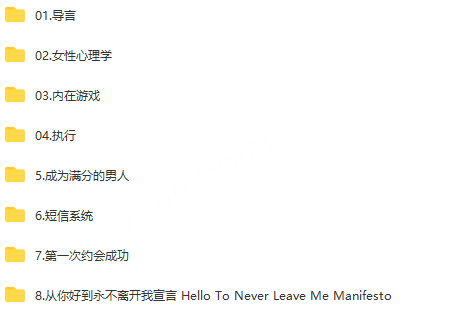 01.导言
02.女性心理学
03.内在游戏
04.执行
5.成为满分的男人
6.短信系统
7.第一次约会成功
8.从你好到永不离开我宣言 Hello To Never Leave Me Manifesto